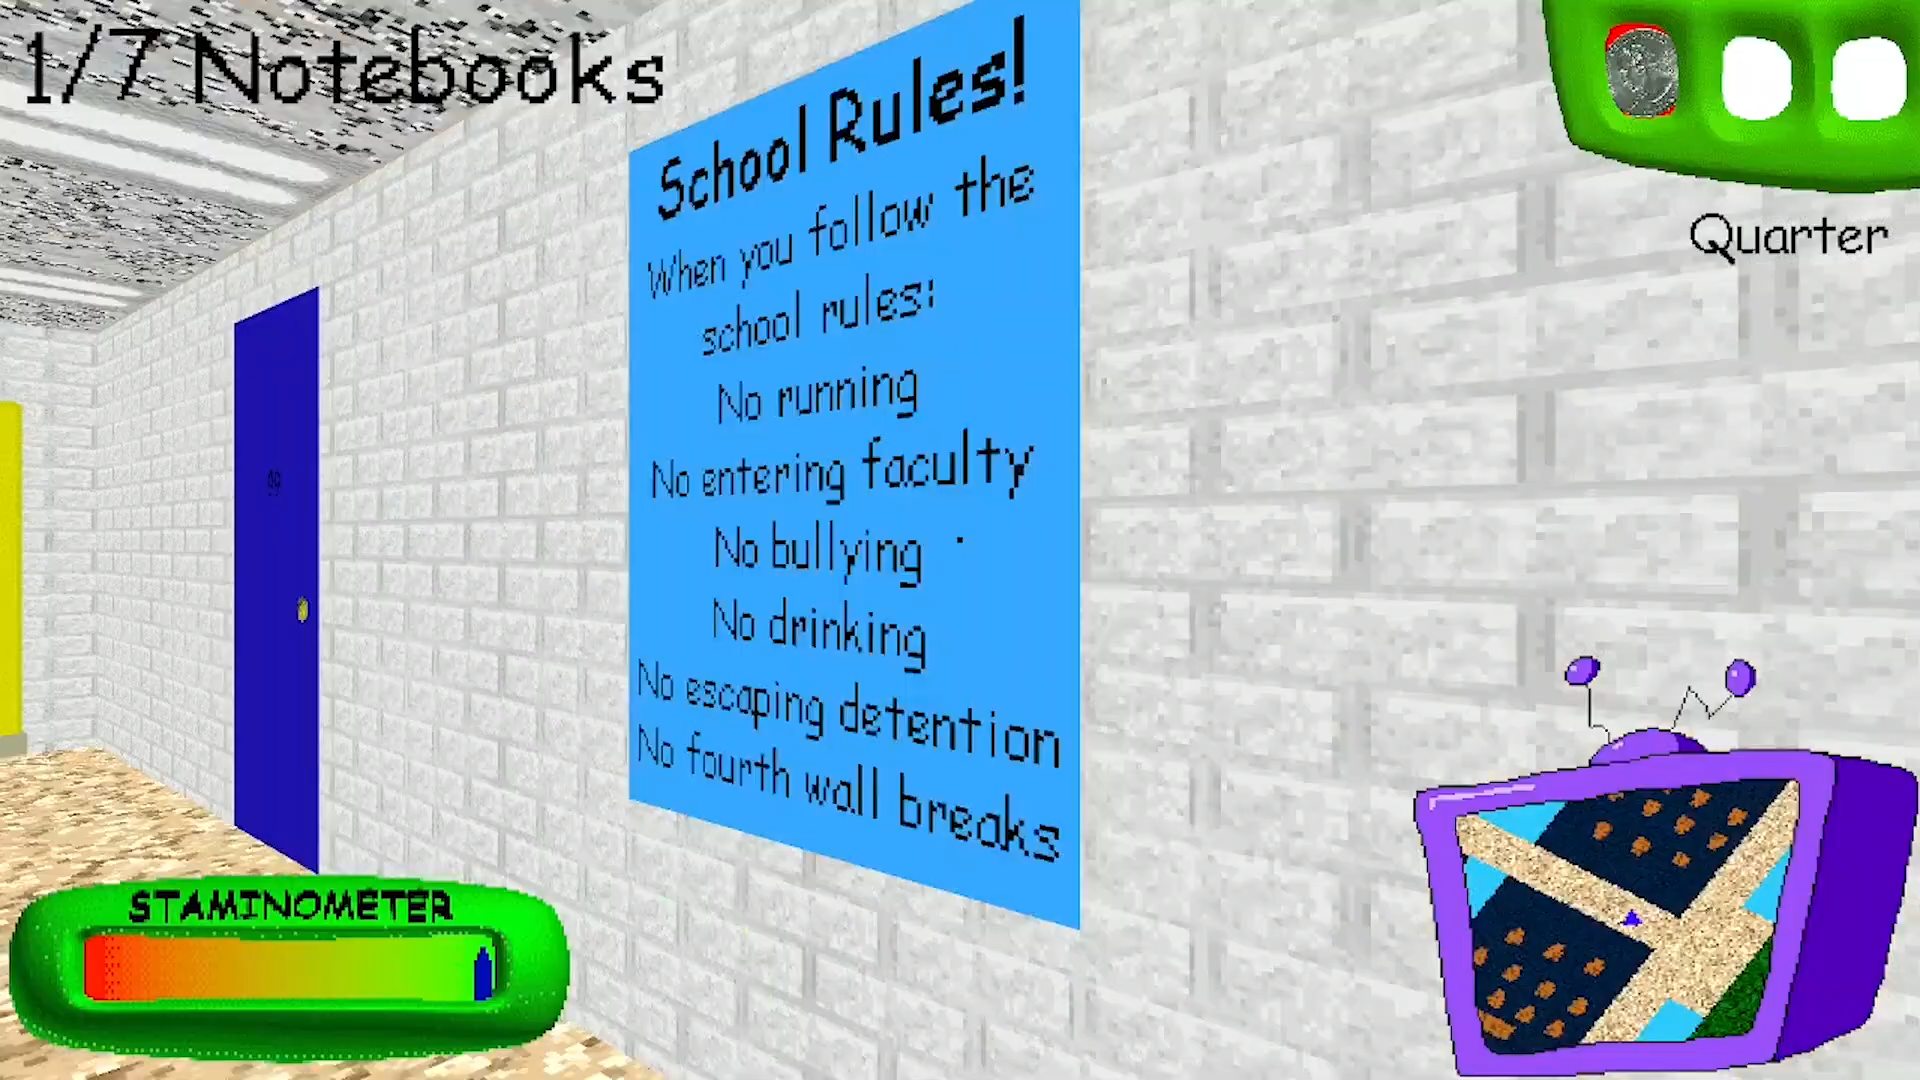 1/7 Notebooks
School Rules!
When you follow the
school rules:
No running
No entering faculty
No bullying
No drinking
No escaping detention
No fourth wall breaks
Quarter
STAMINOMETER